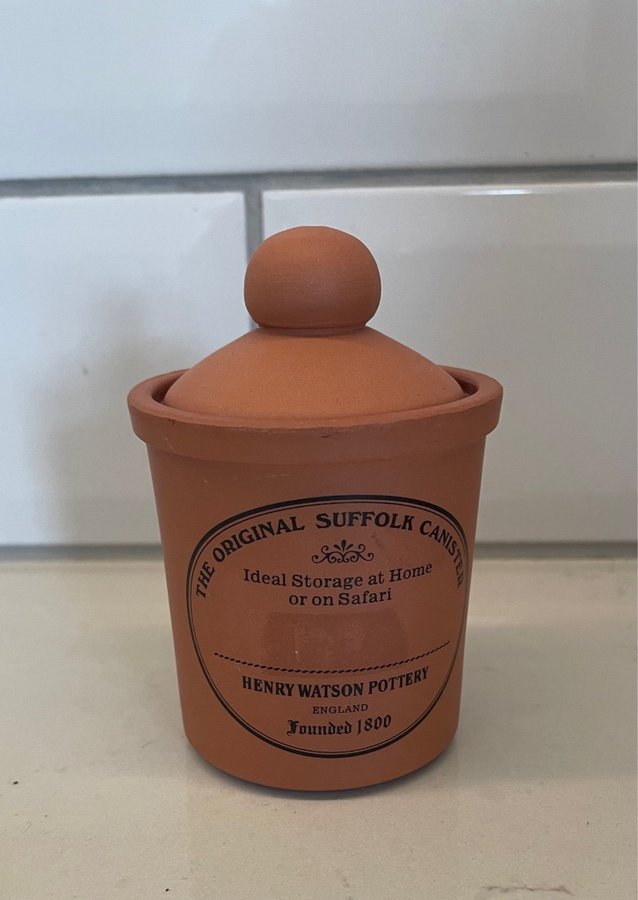 THE ORIGINAL SUFFOLK CANISTER
Ideal Storage at Home
or on Safari
HENRY WATSON POTTERY
ENGLAND
Founded 1800